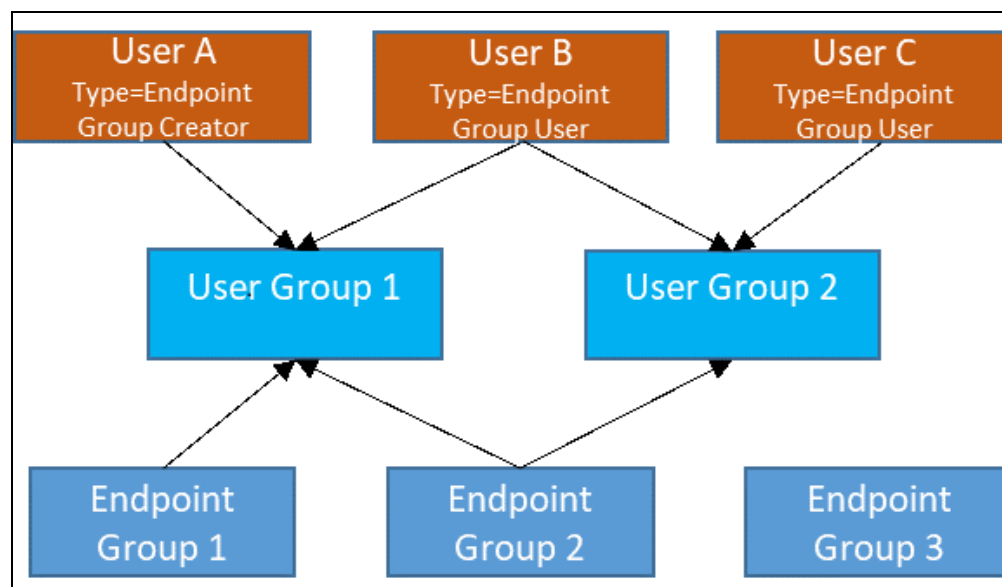 User A
Type=Endpoint
Group Creator
User B
Type=Endpoint
Group User
User C
Type=Endpoint
Group User
User Group 1
User Group 2
Endpoint
Group 1
Endpoint
Group 2
Endpoint
Group 3